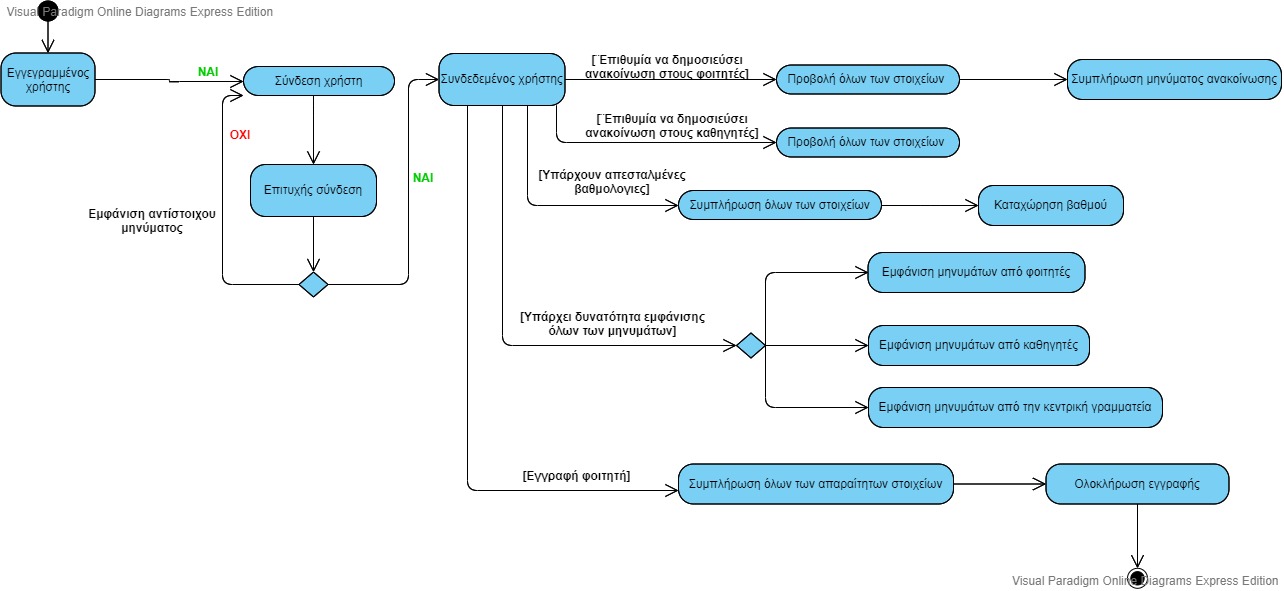 Visual Paradigm Online Diagrams Express Edition
Εγγεγραμμένος
χρήστης
ΝΑΙ
Σύνδεση χρήστη
ΟΧΙ
Επιτυχής σύνδεση
Εμφάνιση αντίστοιχου
μηνύματος
ΝΑΙ
Συνδεδεμένος χρήστης
[¨Επιθυμία να δημοσιεύσει
ανακοίνωση στους φοιτητές]
Προβολή όλων των στοιχείων
Συμπλήρωση μηνύματος ανακοίνωσης
[¨Επιθυμία να δημοσιεύσει
ανακοίνωση στους καθηγητές]
Προβολή όλων των στοιχείων
[Υπάρχουν απεσταλμένες
βαθμολογιες]
Συμπλήρωση όλων των στοιχείων
Καταχώρηση βαθμού
[Υπάρχει δυνατότητα εμφάνισης
όλων των μηνυμάτων]
Εμφάνιση μηνυμάτων από φοιτητές
Εμφάνιση μηνυμάτων από καθηγητές
Εμφάνιση μηνυμάτων από την κεντρική γραμματεία
[Εγγραφή φοιτητή]
Συμπλήρωση όλων των απαραίτητων στοιχείων
Ολοκλήρωση εγγραφής
Visual Paradigm Online Diagrams Express Edition